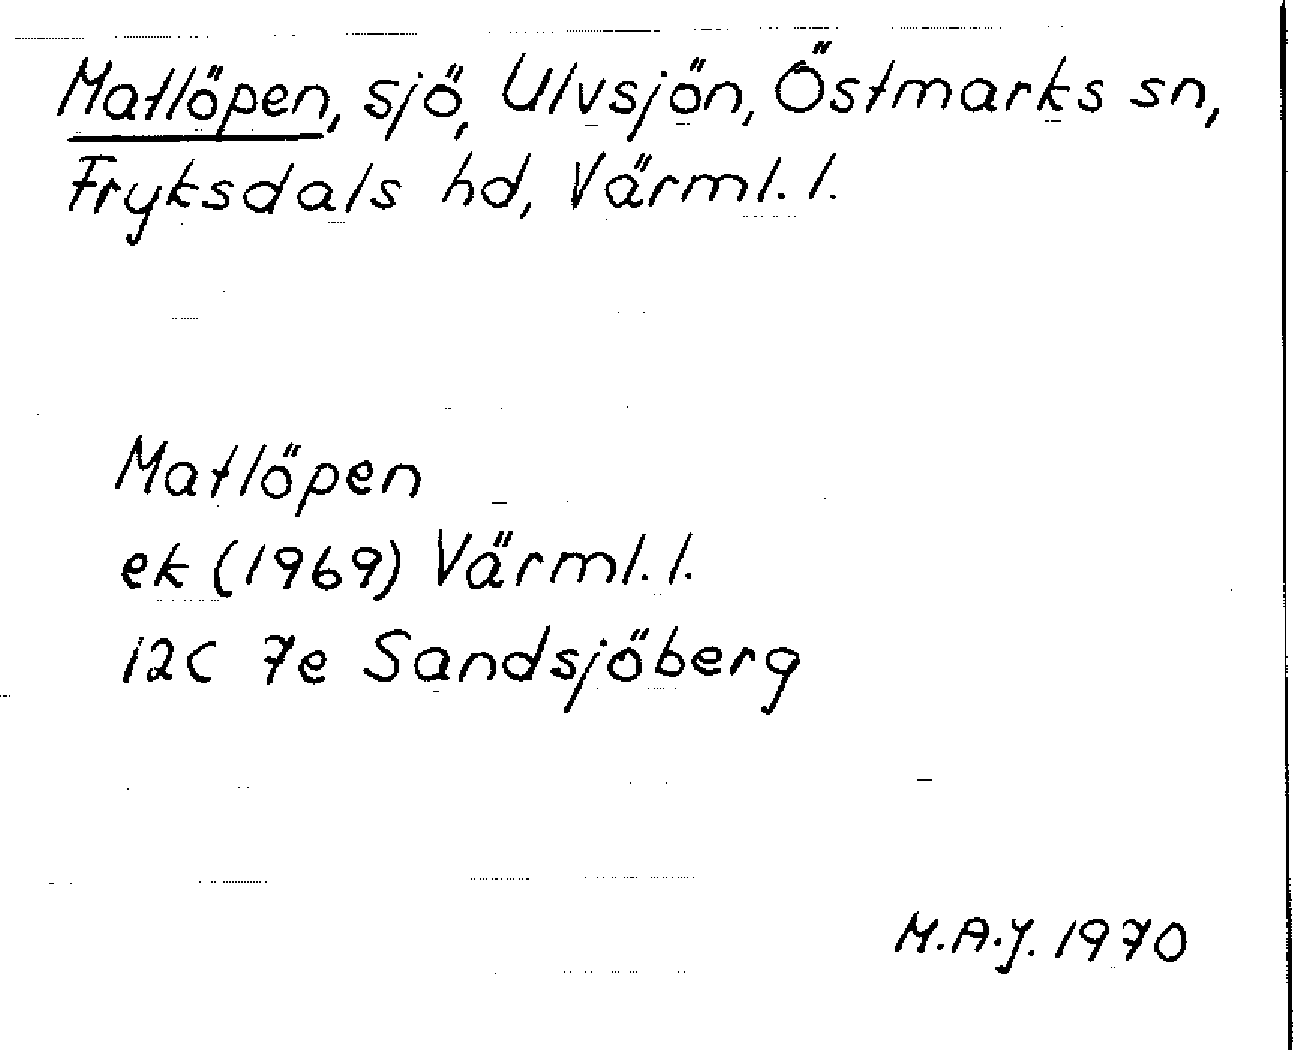 Matlöpen, sjö, Ulvsjön, Östmarks sn,
Fryksdals hd, Värml. l.
Matlöpen
ek (1969) Värml. l.
12C 7e Sandsjöberg
M.A.J. 1970